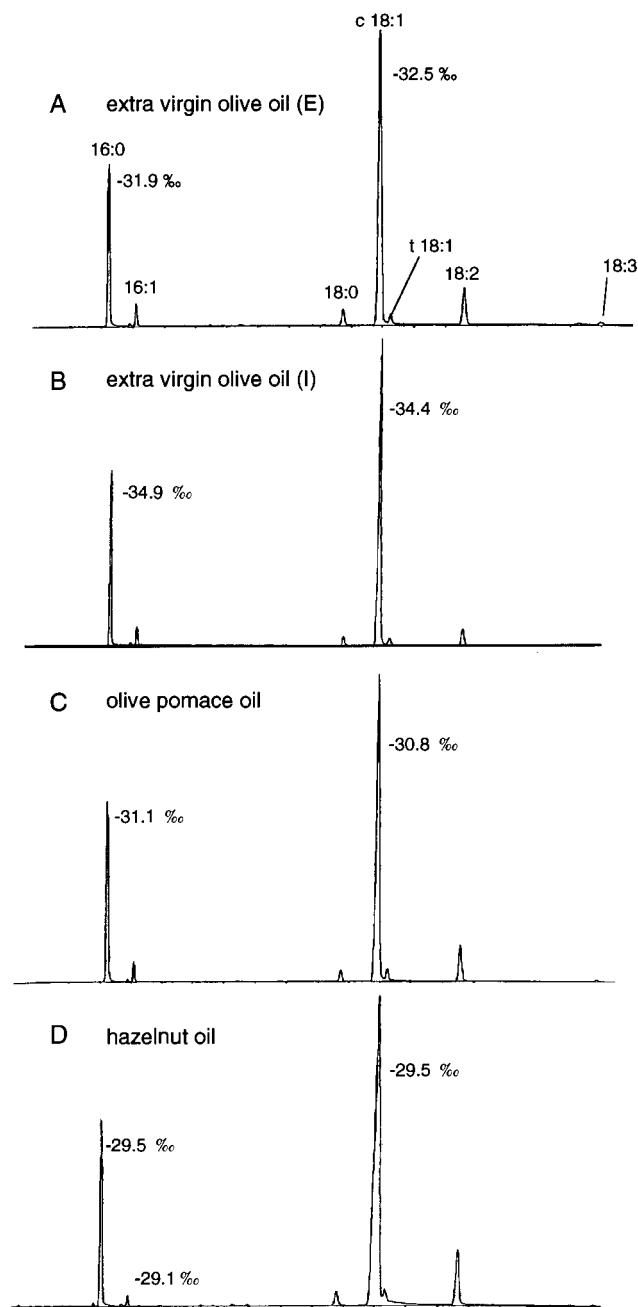 c 18:1
-32.5 ‰
A extra virgin olive oil (E)
16:0
-31.9 ‰
t 18:1
16:1
18:0
18:2
18:3
B extra virgin olive oil (I)
-34.4 ‰
-34.9 ‰
C olive pomace oil
-30.8 ‰
-31.1 ‰
D hazelnut oil
-29.5 ‰
-29.5 ‰
-29.1 ‰